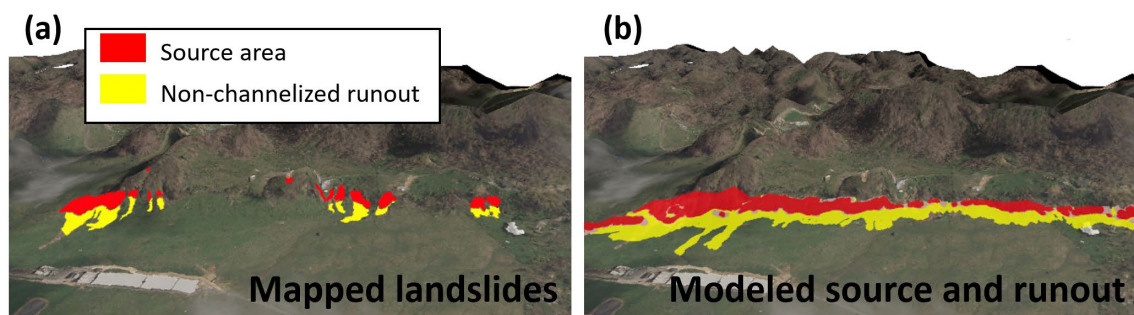 (a)
Source area
Non-channelized runout
Mapped landslides
(b)
Modeled source and runout